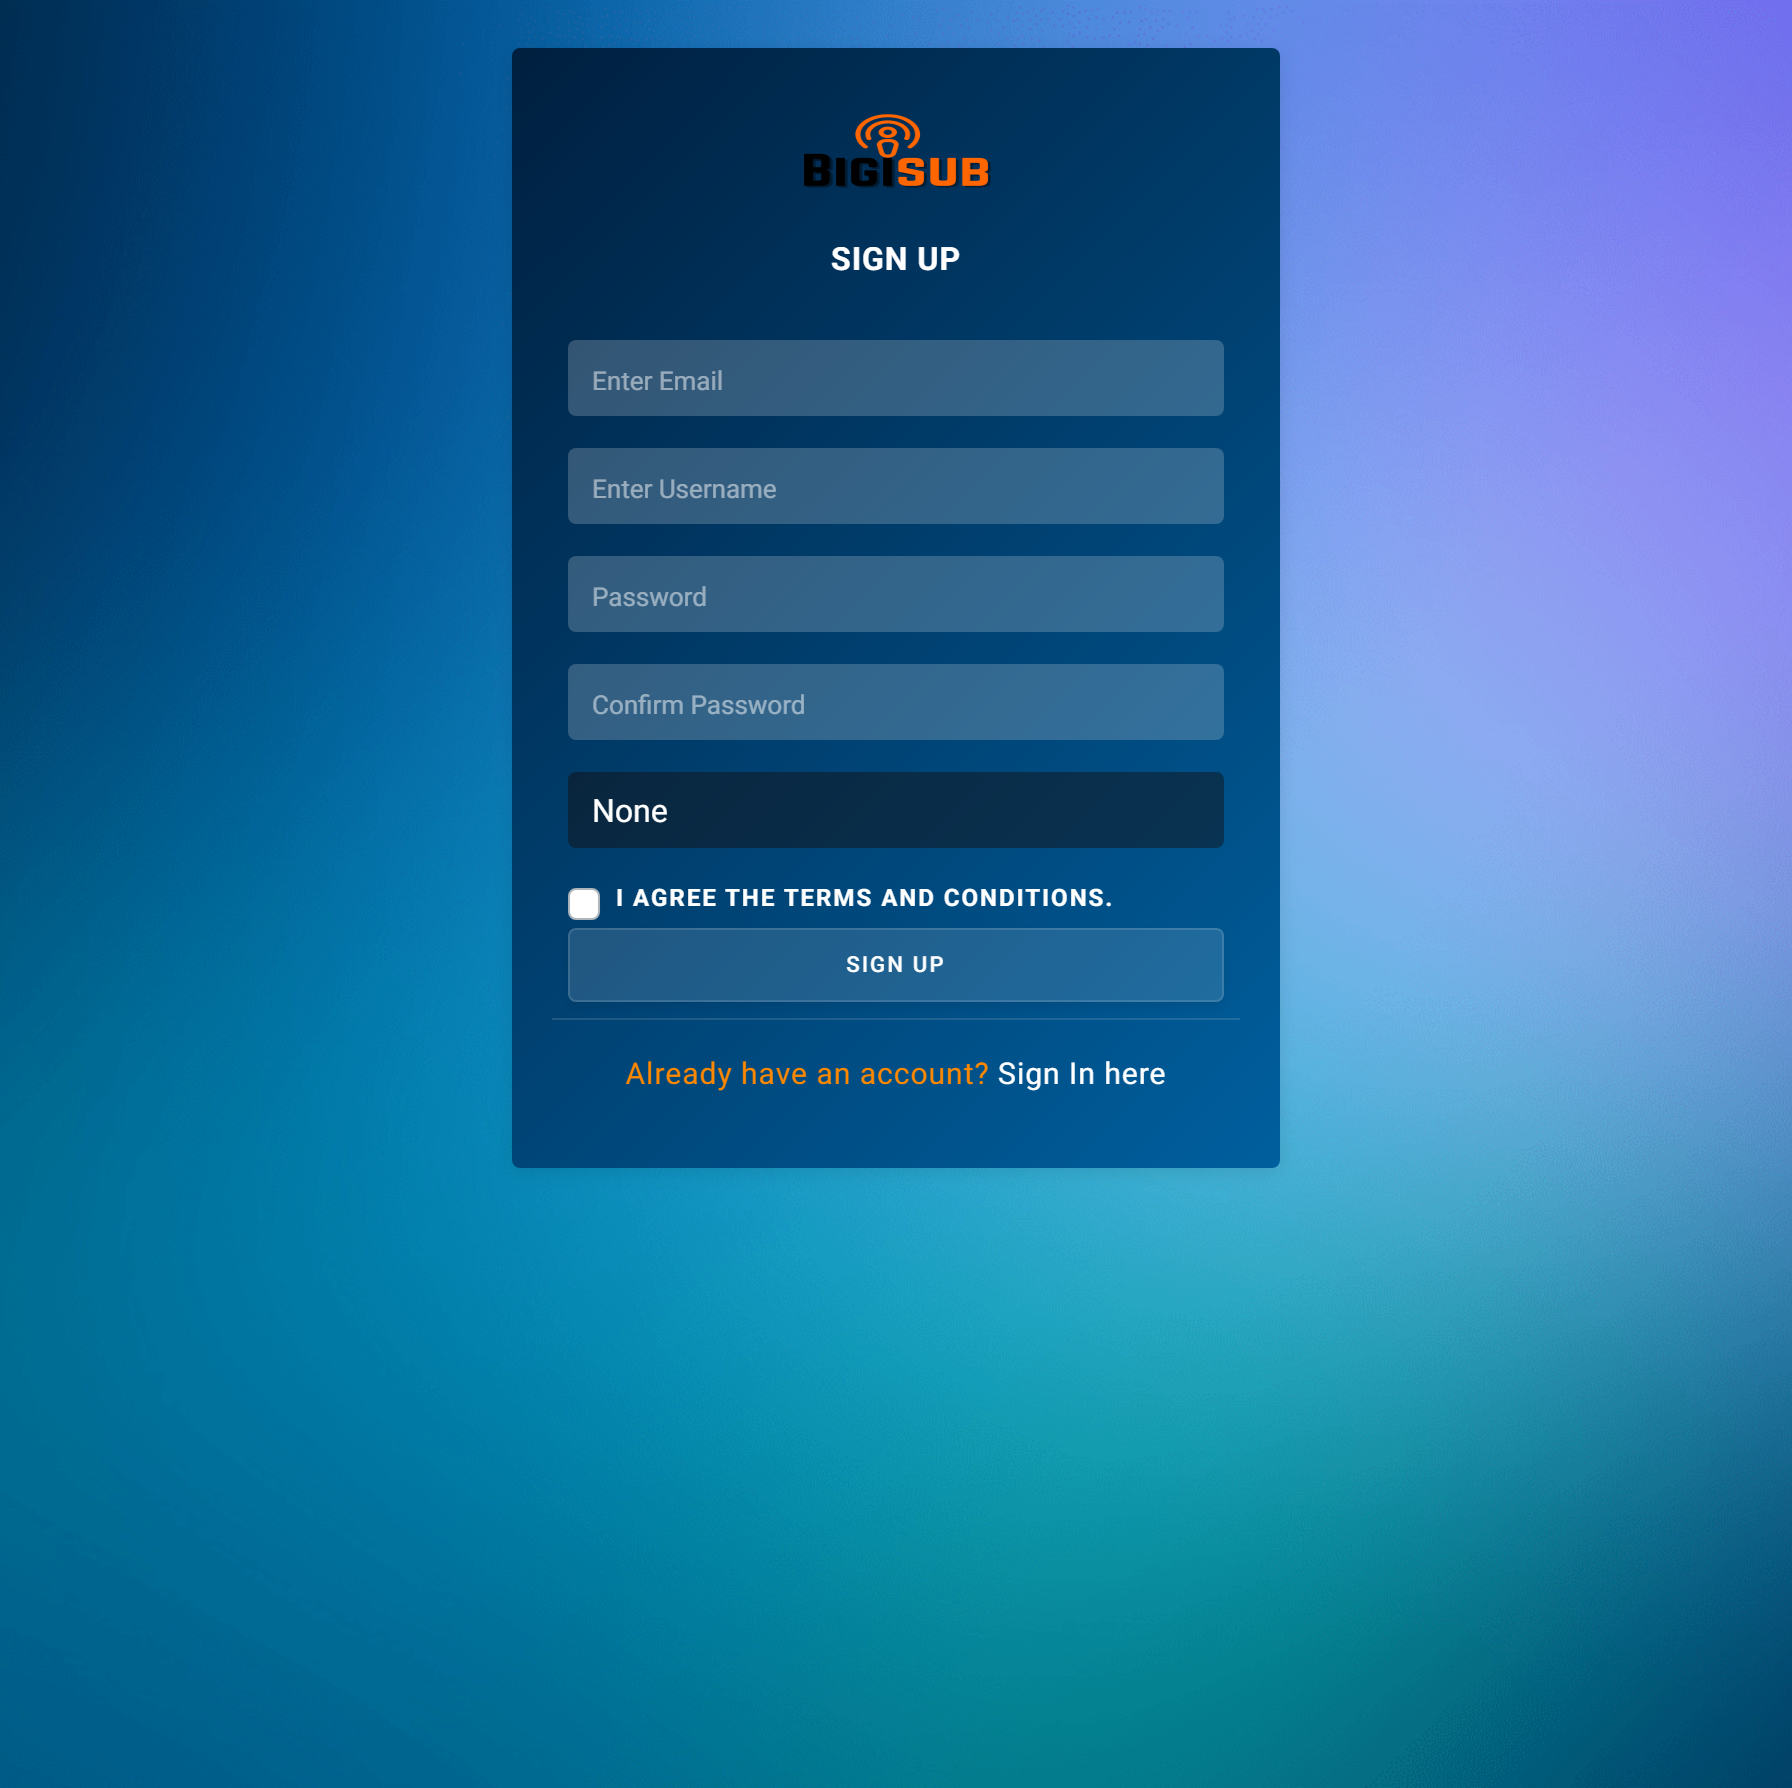 BIGISUB
SIGN UP
Enter Email
Enter Username
Password
Confirm Password
None
I AGREE THE TERMS AND CONDITIONS.
SIGN UP
Already have an account? Sign In here